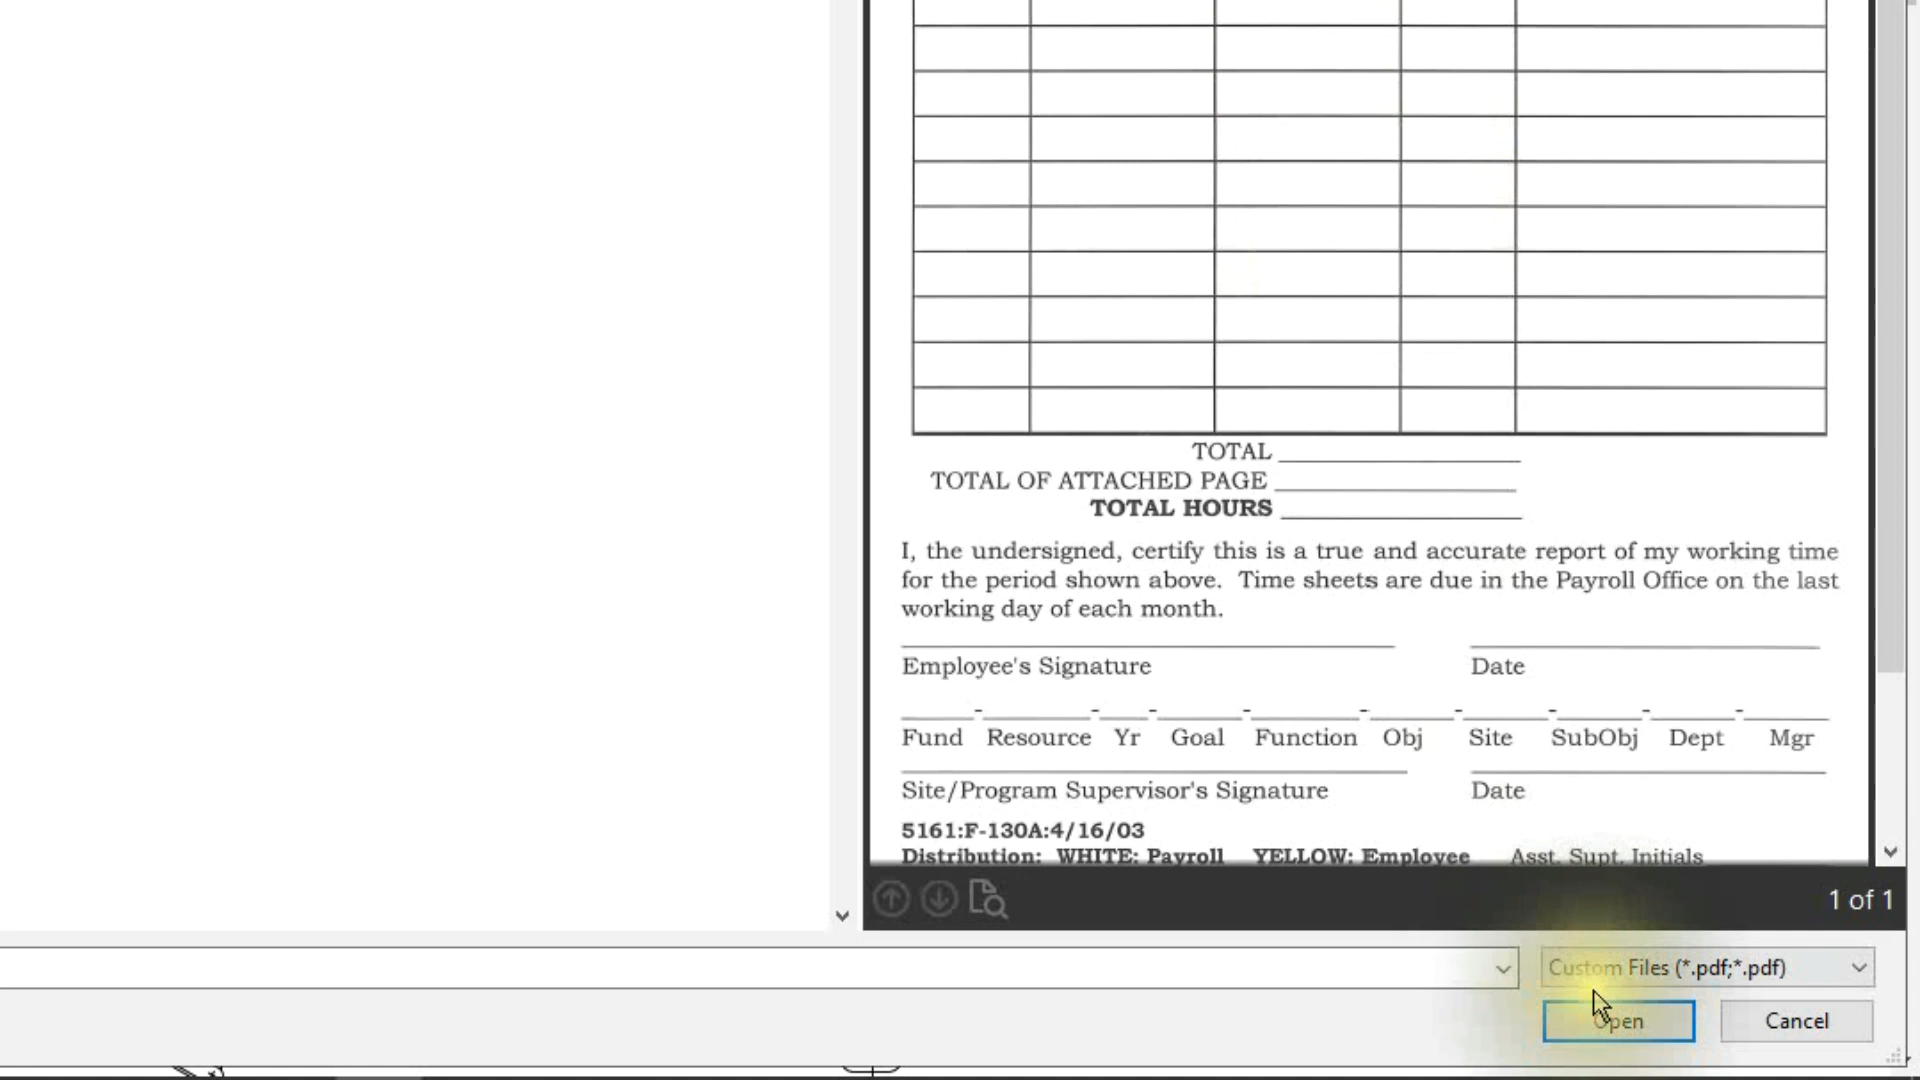 TOTAL
TOTAL OF ATTACHED PAGE
TOTAL HOURS
I, the undersigned, certify this is a true and accurate report of my working time
for the period shown above. Time sheets are due in the Payroll Office on the last
working day of each month.
Employee's Signature Date
- - - - - - - - -
Fund Resource Yr Goal Function Obj Site SubObj Dept Mgr
Site/Program Supervisor's Signature Date
5161:F-130A:4/16/03
Distribution: WHITE: Payroll YELLOW: Employee Asst. Supt. Initials
1 of 1
Custom Files (*.pdf;*.pdf)
Open Cancel